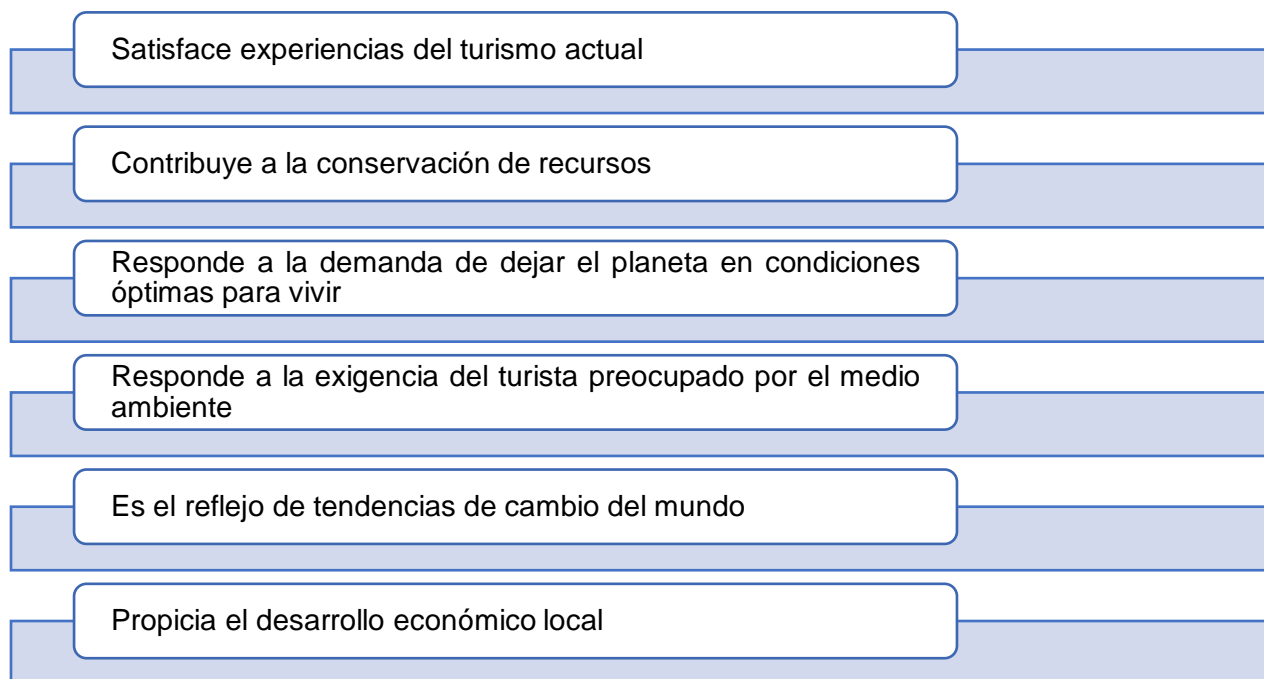 Satisface experiencias del turismo actual
Contribuye a la conservación de recursos
Responde a la demanda de dejar el planeta en condiciones
óptimas para vivir
Responde a la exigencia del turista preocupado por el medio
ambiente
Es el reflejo de tendencias de cambio del mundo
Propicia el desarrollo económico local